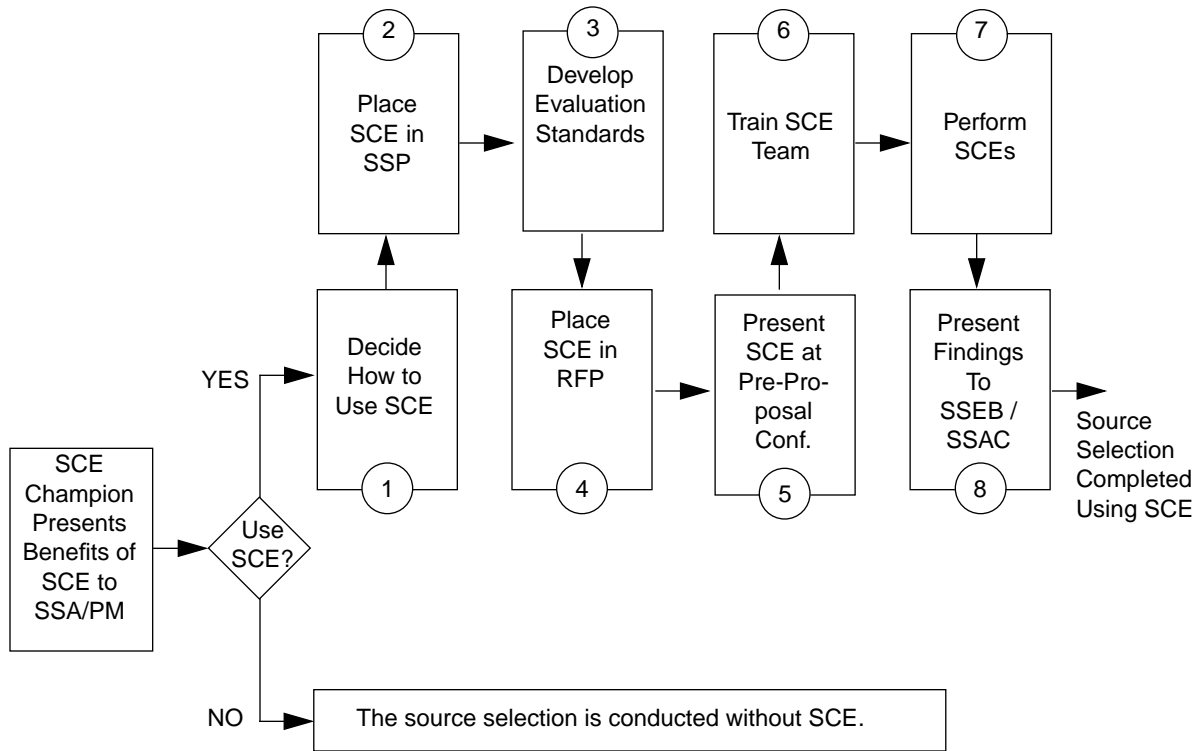 SCE
Champion
Presents
Benefits of
SCE to
SSA/PM
Use
SCE?
YES
NO
Decide
How to
Use SCE
1
2
Place
SCE in
SSP
3
Develop
Evaluation
Standards
Place
SCE in
RFP
4
Present
SCE at
Pre-Pro-
posal
Conf.
5
6
Train SCE
Team
7
Perform
SCEs
Present
Findings
To
SSEB /
SSAC
8
Source
Selection
Completed
Using SCE
The source selection is conducted without SCE.